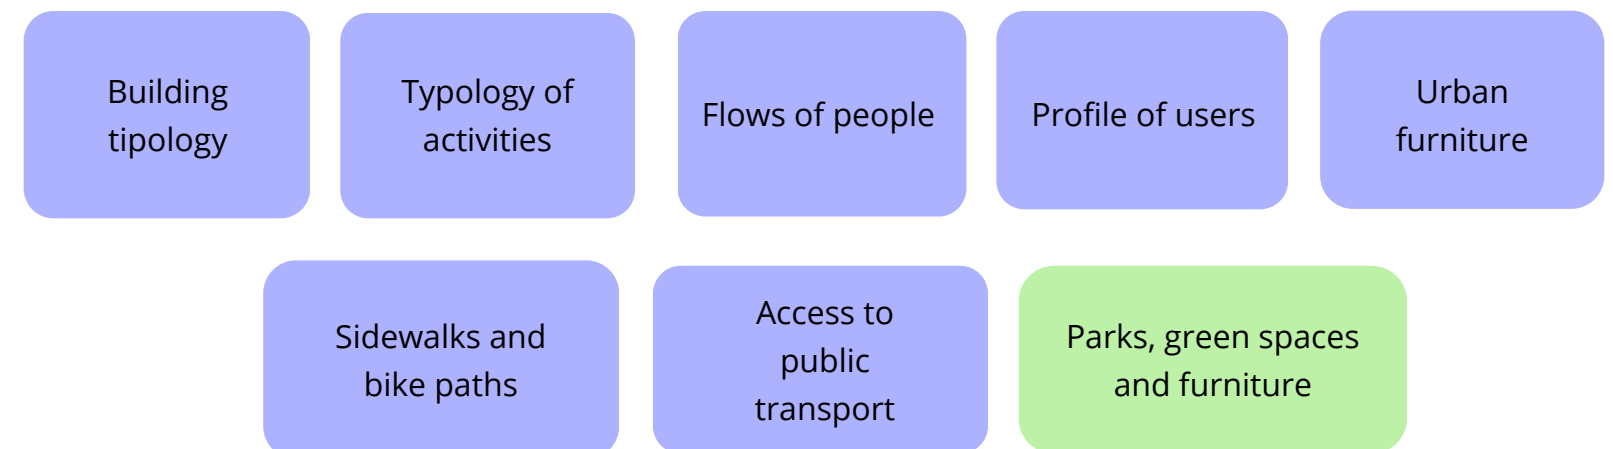 Building
tipology
Typology of
activities
Flows of people
Profile of users
Urban
furniture
Sidewalks and
bike paths
Access to
public
transport
Parks, green spaces
and furniture